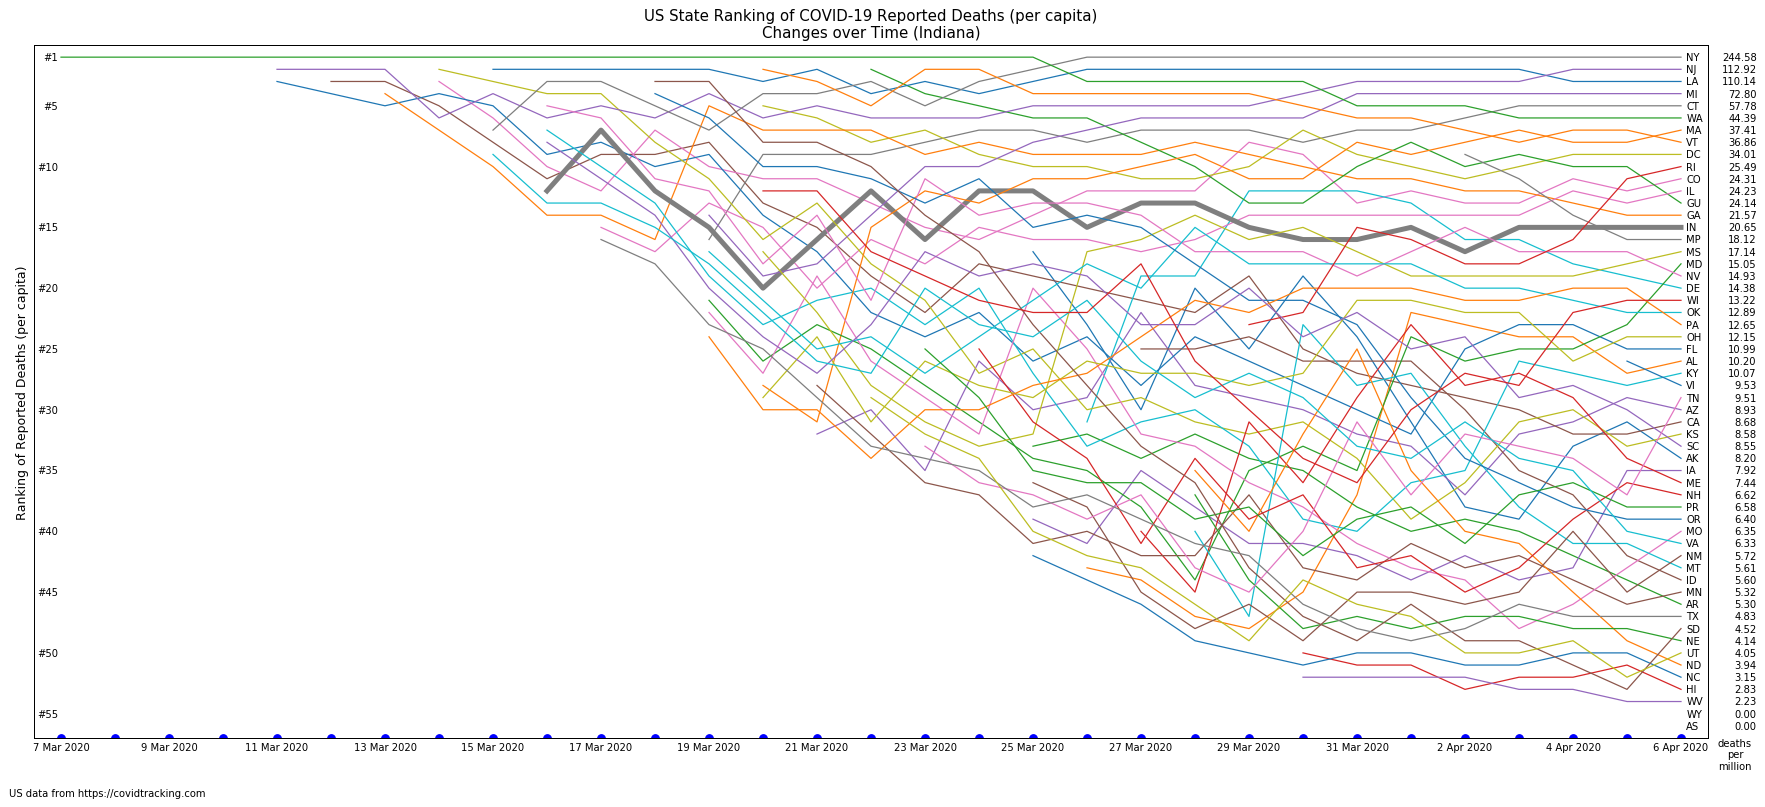 US State Ranking of COVID-19 Reported Deaths (per capita)
Changes over Time (Indiana)
Ranking of Reported Deaths (per capita)
#1
#5
#10
#15
#20
#25
#30
#35
#40
#45
#50
#55
NY 244.58
NJ 112.92
LA 110.14
MI 72.80
CT 57.78
WA 44.39
MA 37.41
VT 36.86
DC 34.01
RI 25.49
CO 24.31
IL 24.23
GU 24.14
GA 21.57
IN 20.65
MP 18.12
MS 17.14
MD 15.05
NV 14.93
DE 14.38
WI 13.22
OK 12.89
PA 12.65
OH 12.15
FL 10.99
AL 10.20
KY 10.07
VI 9.53
TN 9.51
AZ 8.93
CA 8.68
KS 8.58
SC 8.55
AK 8.20
IA 7.92
ME 7.44
NH 6.62
PR 6.58
OR 6.40
MO 6.35
VA 6.33
NM 5.72
MT 5.61
ID 5.60
MN 5.32
AR 5.30
TX 4.83
SD 4.52
NE 4.14
UT 4.05
ND 3.94
NC 3.15
HI 2.83
WV 2.23
WY 0.00
AS 0.00
7 Mar 2020 9 Mar 2020 11 Mar 2020 13 Mar 2020 15 Mar 2020 17 Mar 2020 19 Mar 2020 21 Mar 2020 23 Mar 2020 25 Mar 2020 27 Mar 2020 29 Mar 2020 31 Mar 2020 2 Apr 2020 4 Apr 2020 6 Apr 2020
deaths
per
million
US data from https://covidtracking.com